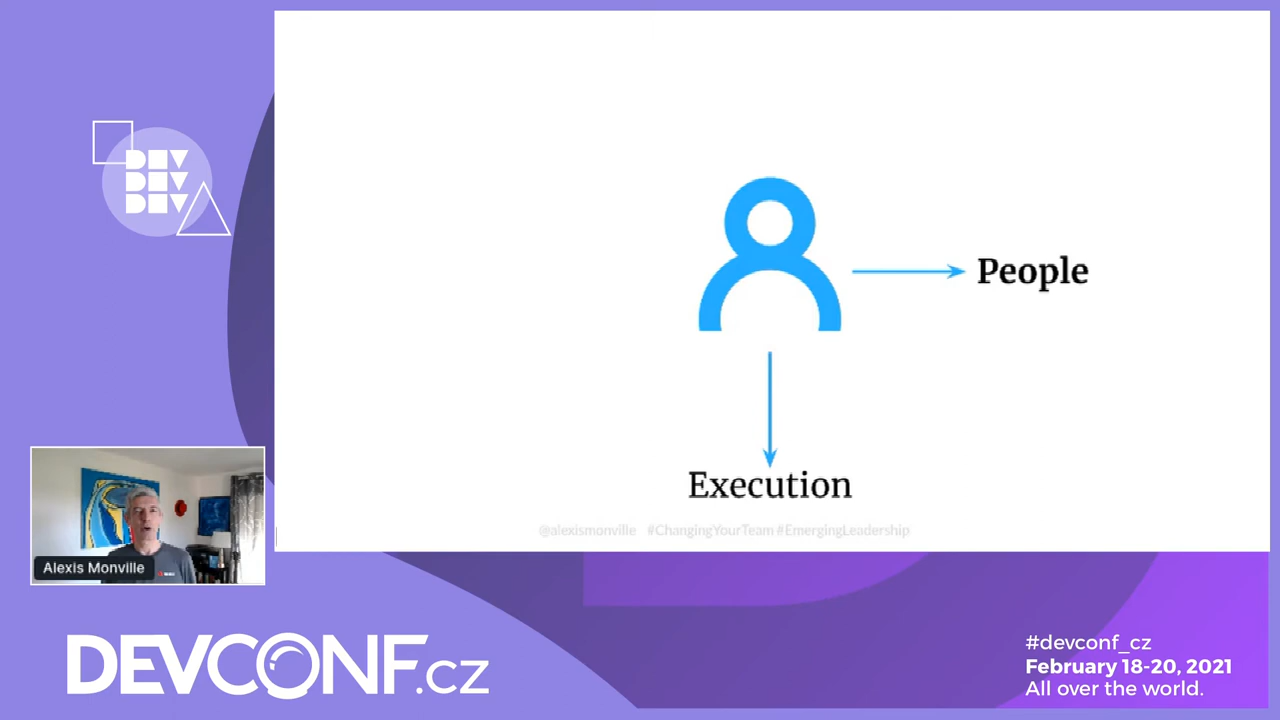 DEV
DEV
DEV
People
Execution
@alexismonville #ChangingYourTeam #EmergingLeadership
Alexis Monville
DEVCONF.cz
#devconf_cz
February 18-20, 2021
All over the world.